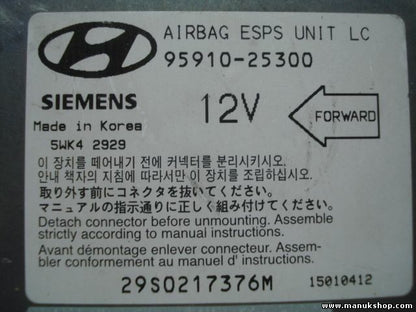 AIRBAG ESPS UNIT LC
95910-25300
HYUNDAI
SIEMENS
12V
FORWARD
Made in Korea
5WK4 2929
이 장치를 떼어내기 전에 커넥터를 분리시키시오.
안내 책자의 지침에 따라서만 이 장치를 조립하십시오.
取り外す前にコネクタを抜いてください。
マニュアルの指示通りに正しく組み付けてください。
Detach connector before unmounting. Assemble
strictly according to manual instructions.
Avant démontage enlever connecteur. Assem-
bler conformement au manuel d'instructions.
29S0217376M
15010412
www.manukshop.com